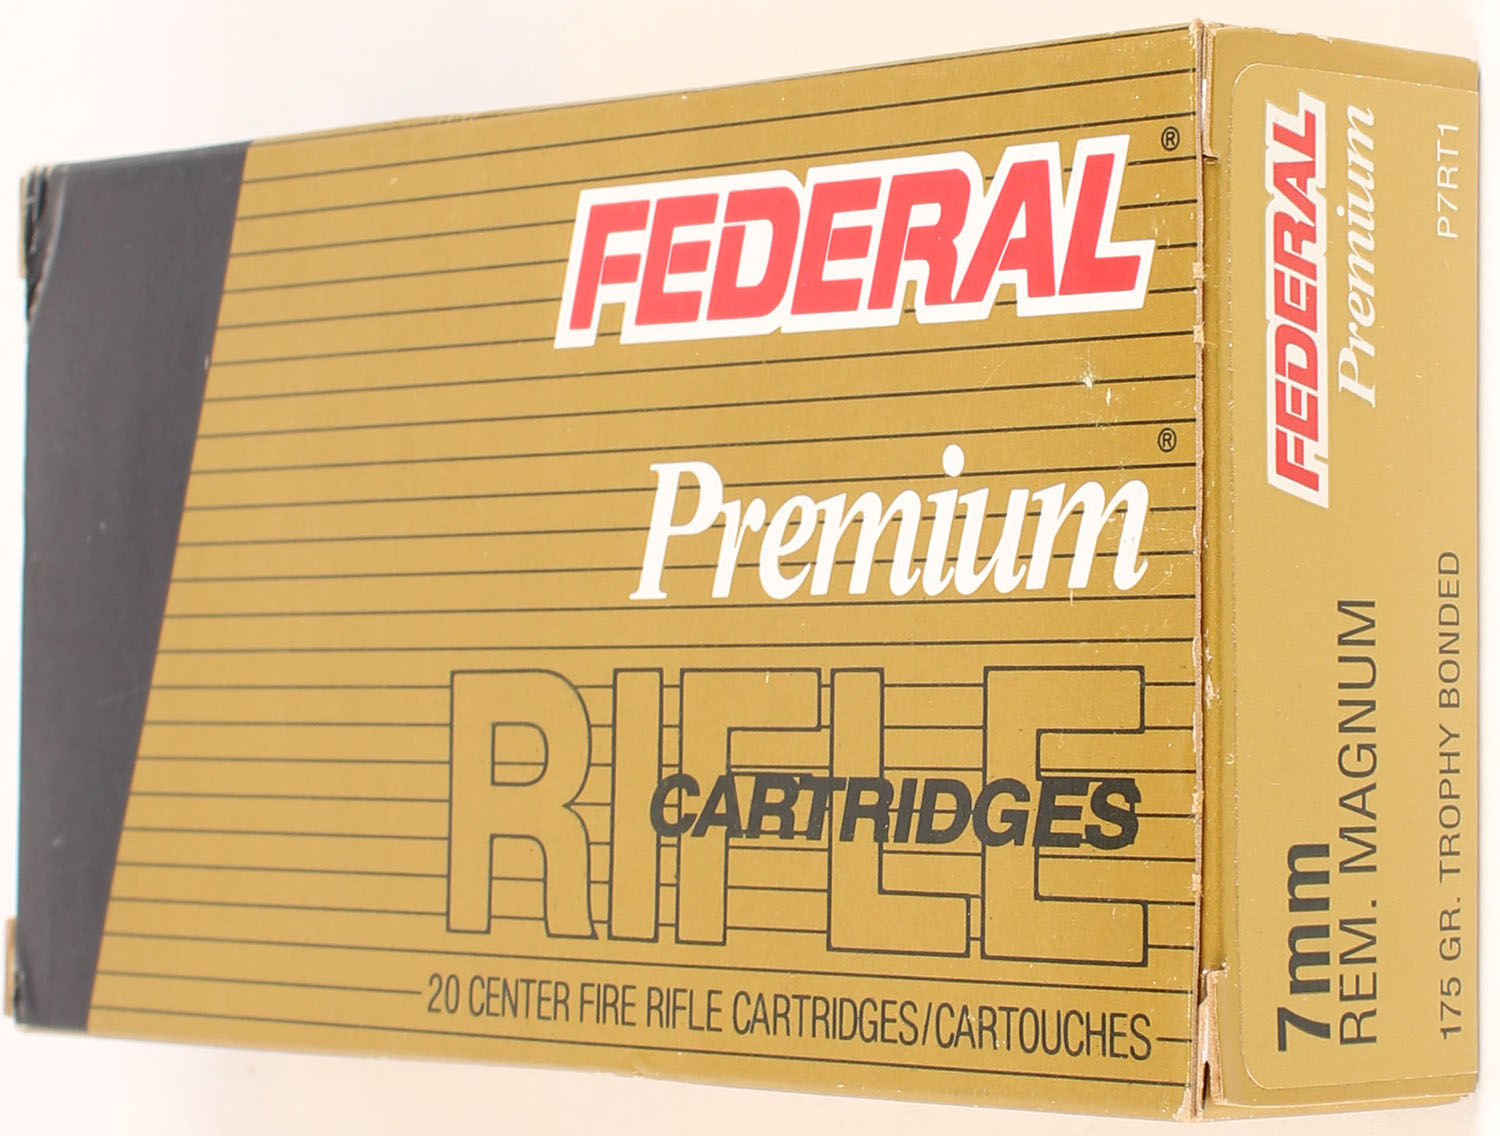 FEDERAL®
Premium®
RIFLE
CARTRIDGES
20 CENTER FIRE RIFLE CARTRIDGES/CARTOUCHES
FEDERAL
Premium
P7RT1
7mm
REM. MAGNUM
175 GR. TROPHY BONDED